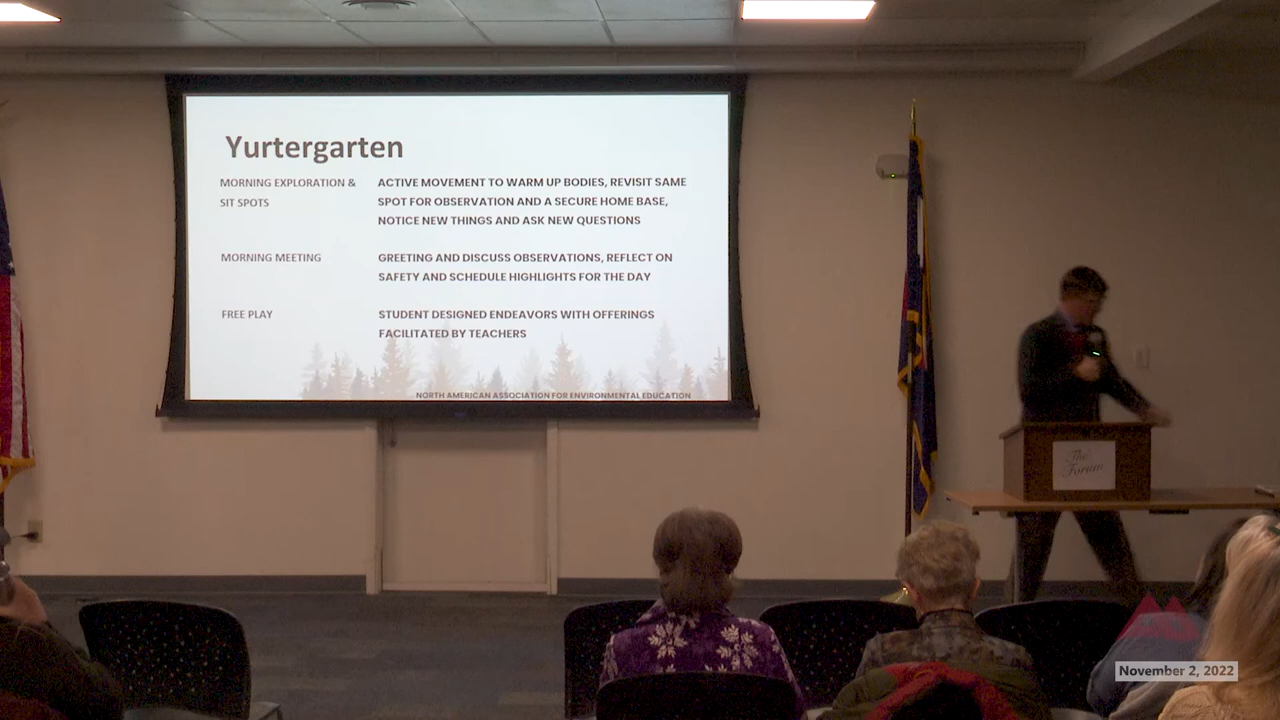 Yurtergarten
MORNING EXPLORATION &
SIT SPOTS
ACTIVE MOVEMENT TO WARM UP BODIES, REVISIT SAME
SPOT FOR OBSERVATION AND A SECURE HOME BASE,
NOTICE NEW THINGS AND ASK NEW QUESTIONS
MORNING MEETING
GREETING AND DISCUSS OBSERVATIONS, REFLECT ON
SAFETY AND SCHEDULE HIGHLIGHTS FOR THE DAY
FREE PLAY
STUDENT DESIGNED ENDEAVORS WITH OFFERINGS
FACILITATED BY TEACHERS
NORTH AMERICAN ASSOCIATION FOR ENVIRONMENTAL EDUCATION
The
Forum
November 2, 2022